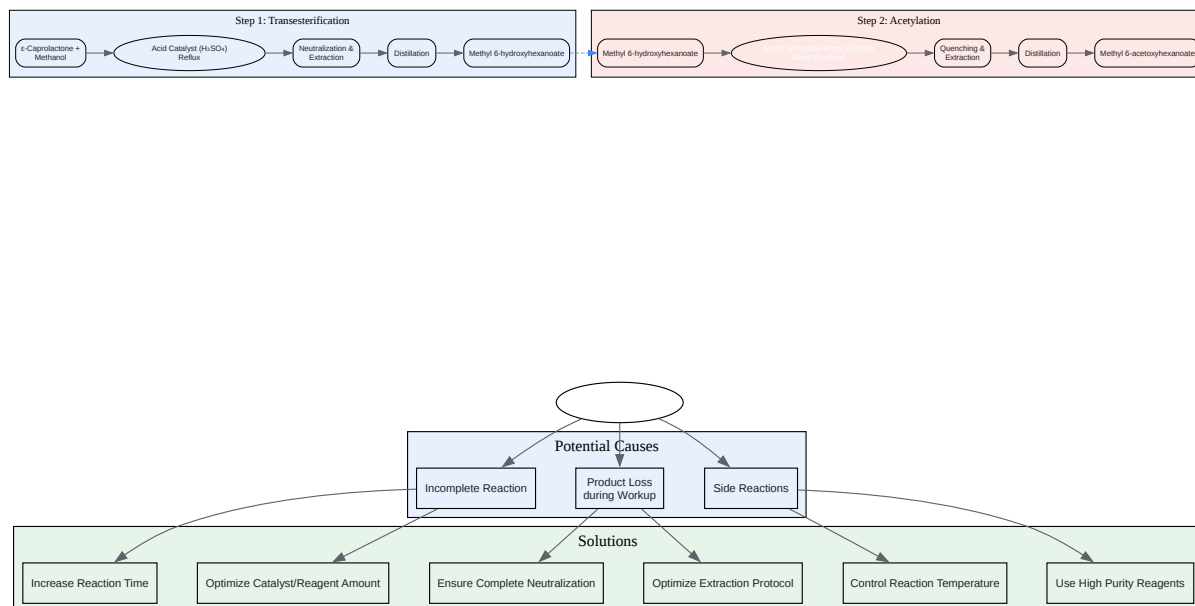 Step 1: Transesterification
ε-Caprolactone +
Methanol
Acid Catalyst (H₂SO₄)
Reflux
Neutralization &
Extraction
Distillation
Methyl 6-hydroxyhexanoate
Step 2: Acetylation
Methyl 6-hydroxyhexanoate
Quenching &
Extraction
Distillation
Methyl 6-acetoxyhexanoate
Potential Causes
Incomplete Reaction
Product Loss
during Workup
Side Reactions
Solutions
Increase Reaction Time
Optimize Catalyst/Reagent Amount
Ensure Complete Neutralization
Optimize Extraction Protocol
Control Reaction Temperature
Use High Purity Reagents